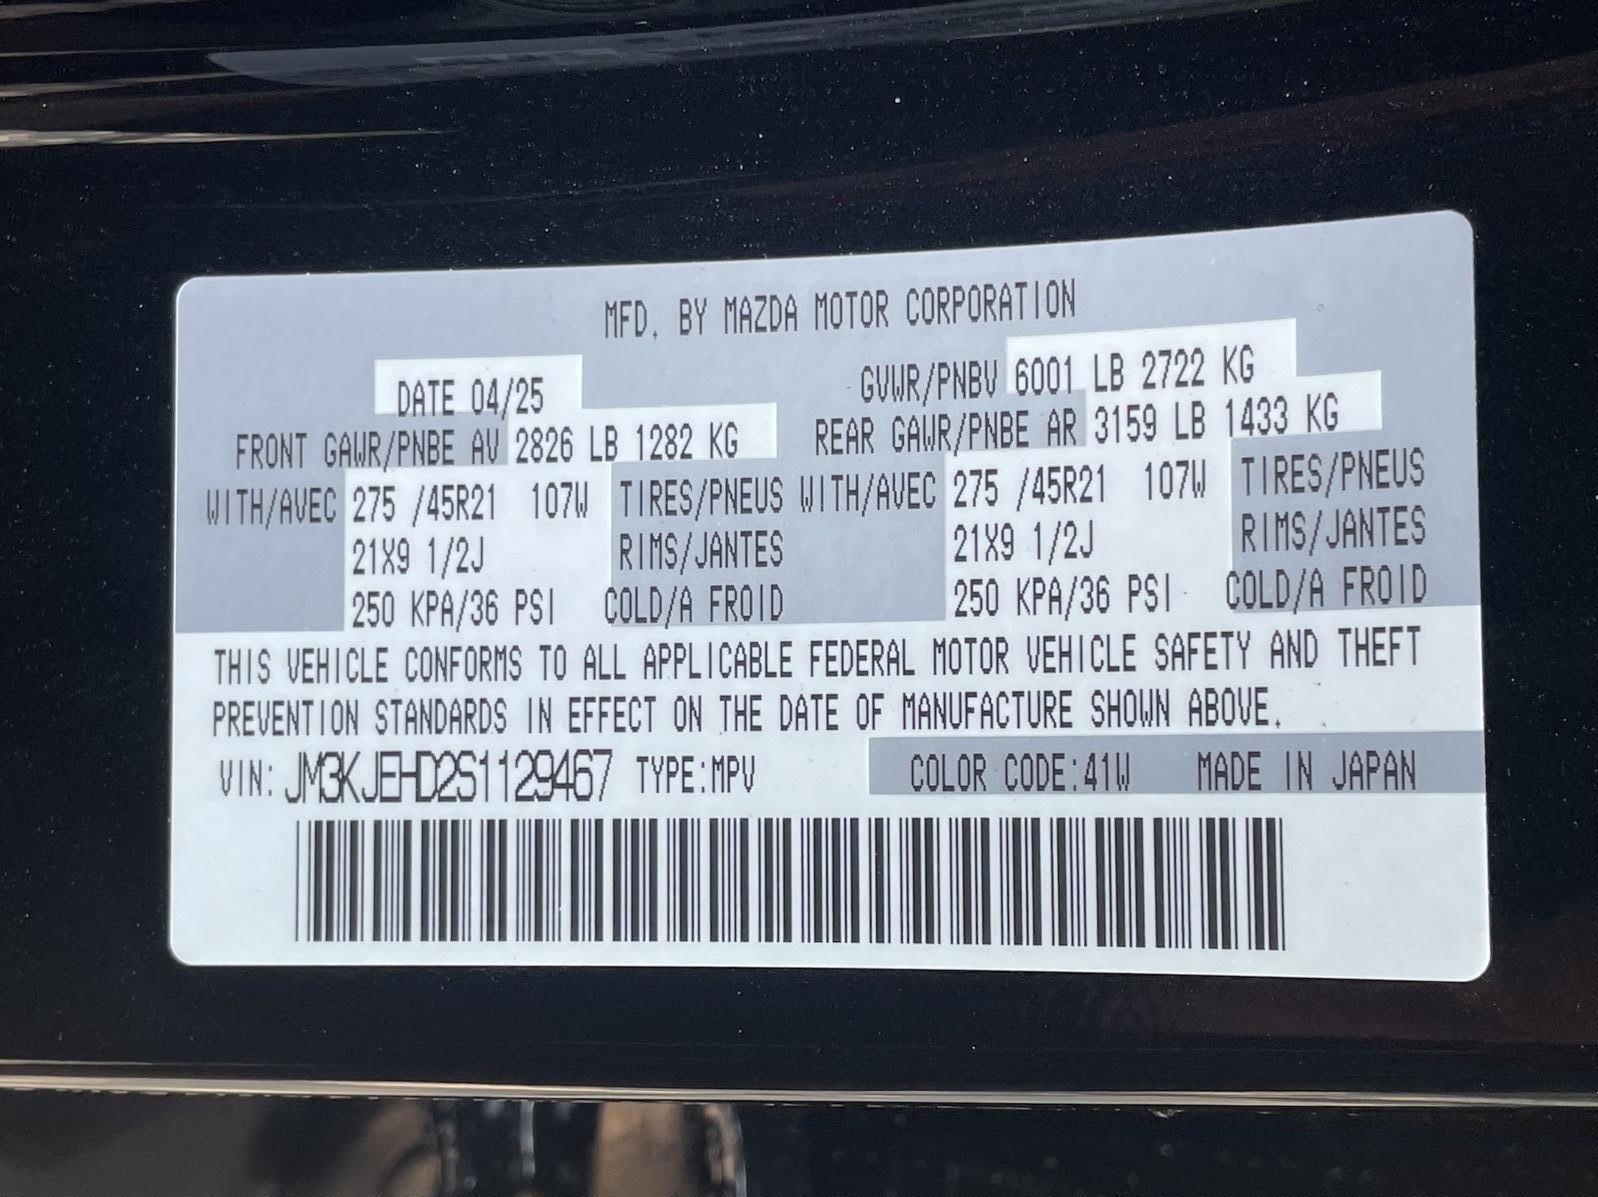 MFD. BY MAZDA MOTOR CORPORATION
DATE 04/25 GVWR/PNBV 6001 LB 2722 KG
FRONT GAWR/PNBE AV 2826 LB 1282 KG REAR GAWR/PNBE AR 3159 LB 1433 KG
WITH/AVEC 275 /45R21 107W TIRES/PNEUS WITH/AVEC 275 /45R21 107W TIRES/PNEUS
21X9 1/2J RIMS/JANTES 21X9 1/2J RIMS/JANTES
250 KPA/36 PSI COLD/A FROID 250 KPA/36 PSI COLD/A FROID
THIS VEHICLE CONFORMS TO ALL APPLICABLE FEDERAL MOTOR VEHICLE SAFETY AND THEFT
PREVENTION STANDARDS IN EFFECT ON THE DATE OF MANUFACTURE SHOWN ABOVE.
VIN: JM3KJEHD2S1129467 TYPE:MPV COLOR CODE:41W MADE IN JAPAN